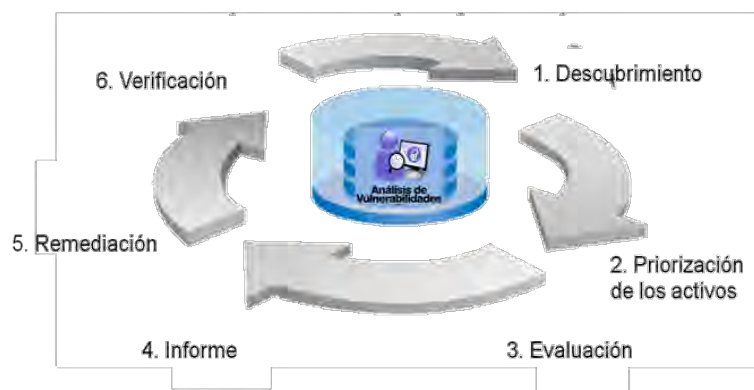 6. Verificación
1. Descubrimiento
Análisis de
Vulnerabilidades
5. Remediación
2. Priorización
de los activos
4. Informe
3. Evaluación